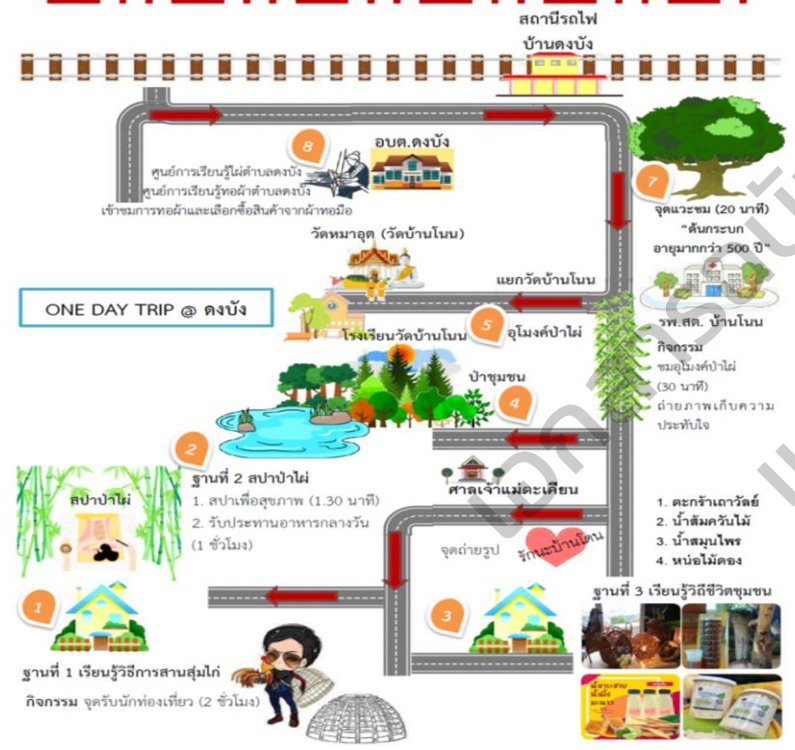 สถานีรถไฟ
บ้านดงบัง
8
อบต.ดงบัง
ศูนย์การเรียนรู้ไผ่ตำบลดงบัง
ศูนย์การเรียนรู้ทอผ้าตำบลดงบัง
เข้าชมการทอผ้าและเลือกซื้อสินค้าจากผ้าทอมือ
7
จุดแวะชม (20 นาที)
"ต้นกระบก
อายุมากกว่า 500 ปี"
วัดหมาอุด (วัดบ้านโนน)
แยกวัดบ้านโนน
รพ.สต. บ้านโนน
ONE DAY TRIP @ ดงบัง
โรงเรียนวัดบ้านโนน
5
อุโมงค์ป่าไผ่
กิจกรรม
ชมอุโมงค์ป่าไผ่
(30 นาที)
ถ่ายภาพเก็บความ
ประทับใจ
ป่าชุมชน
4
2
ฐานที่ 2 สปาป่าไผ่
1. สปาเพื่อสุขภาพ (1.30 นาที)
2. รับประทานอาหารกลางวัน
(1 ชั่วโมง)
สปาป่าไผ่
ศาลเจ้าแม่ตะเคียน
จุดถ่ายรูป
รักนะบ้านโนน
1. ตะกร้าเถาวัลย์
2. น้ำส้มควันไม้
3. น้ำสมุนไพร
4. หน่อไม้ดอง
1
3
ฐานที่ 3 เรียนรู้วิถีชีวิตชุมชน
ฐานที่ 1 เรียนรู้วิธีการสานสุ่มไก่
กิจกรรม จุดรับนักท่องเที่ยว (2 ชั่วโมง)